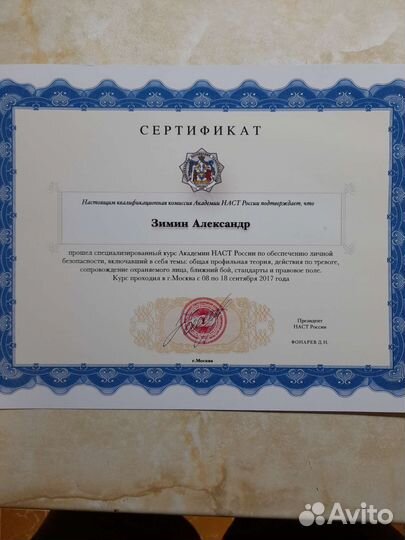 СЕРТИФИКАТ
Настоящим квалификационная комиссия Академии НАСТ России подтверждает, что
Зимин Александр
прошел специализированный курс Академии НАСТ России по обеспечению личной
безопасности, включавший в себя темы: общая профильная теория, действия по тревоге,
сопровождение охраняемого лица, ближний бой, стандарты и правовое поле.
Курс проходил в г.Москва с 08 по 18 сентября 2017 года
Президент
НАСТ России
ФОНАРЕВ Д.Н.
г.Москва
Avito